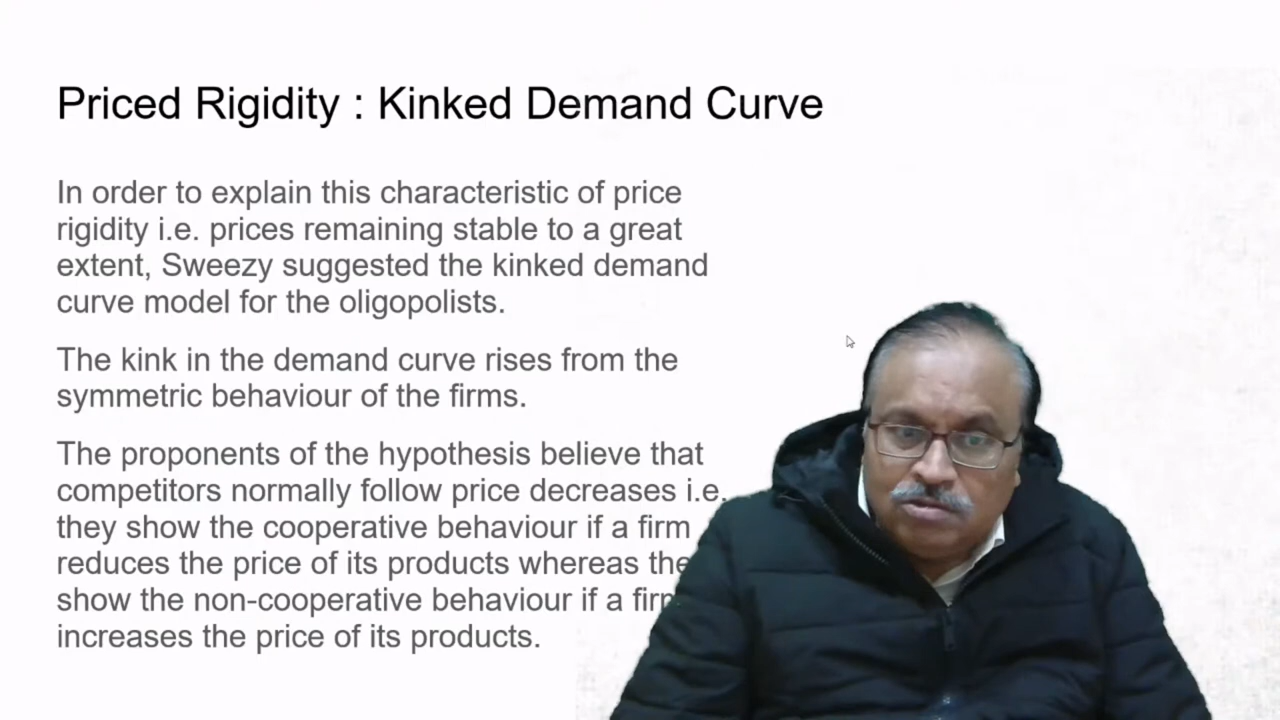 Priced Rigidity : Kinked Demand Curve
In order to explain this characteristic of price
rigidity i.e. prices remaining stable to a great
extent, Sweezy suggested the kinked demand
curve model for the oligopolists.
The kink in the demand curve rises from the
symmetric behaviour of the firms.
The proponents of the hypothesis believe that
competitors normally follow price decreases i.e.
they show the cooperative behaviour if a firm
reduces the price of its products whereas
show the non-cooperative behaviour if a
increases the price of its products.